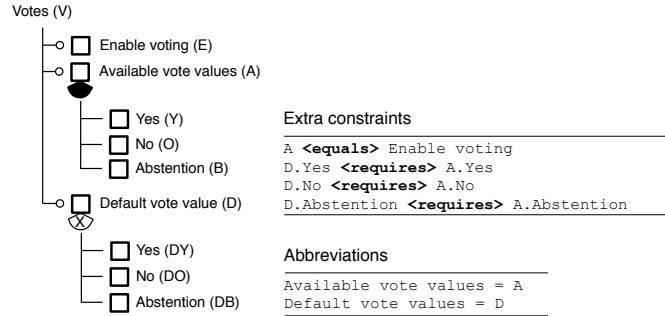 Votes (V)
Enable voting (E)
Available vote values (A)
Yes (Y)
No (O)
Abstention (B)
Default vote value (D)
X
Yes (DY)
No (DO)
Abstention (DB)
Extra constraints
A <equals> Enable voting
D.Yes <requires> A.Yes
D.No <requires> A.No
D.Abstention <requires> A.Abstention
Abbreviations
Available vote values = A
Default vote values = D